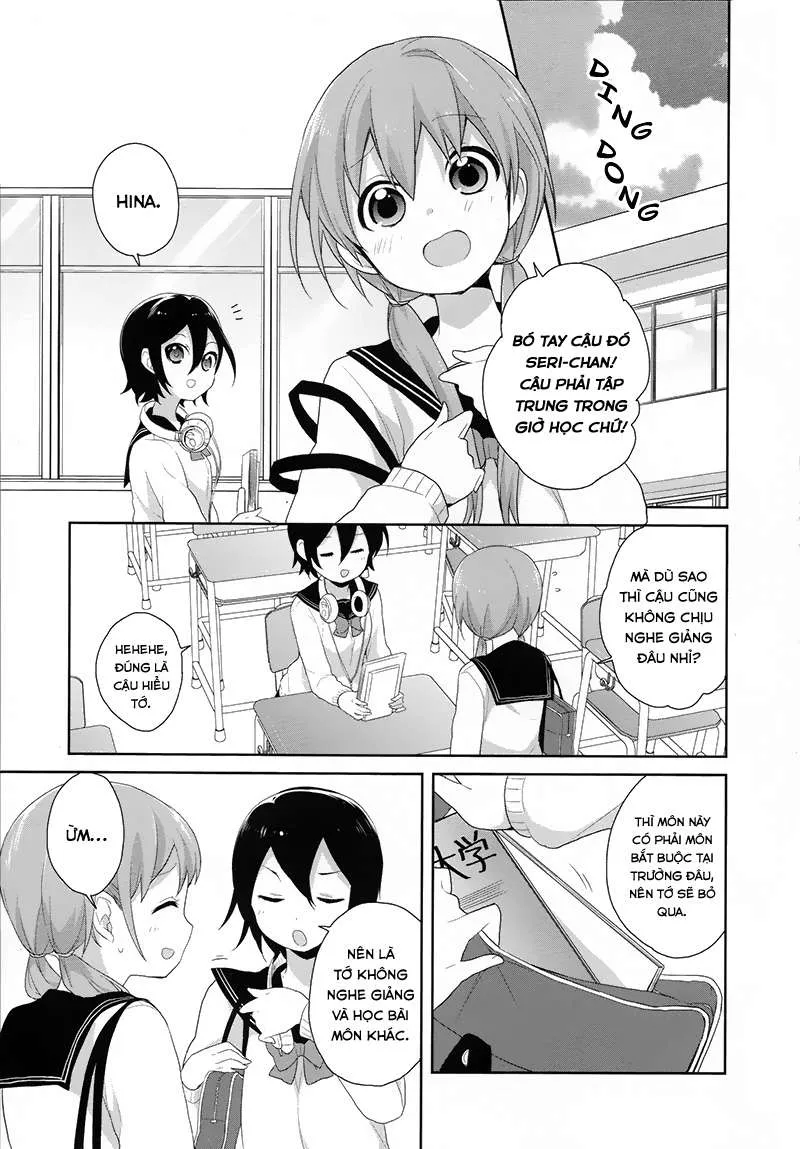 DING
DONG
HINA.
BÓ TAY CẬU ĐÓ
SERI-CHAN!
CẬU PHẢI TẬP
TRUNG TRONG
GIỜ HỌC CHỨ!
MÀ DÙ SAO
THÌ CẬU CŨNG
KHÔNG CHỊU
NGHE GIẢNG
ĐÂU NHỈ?
HEHEHE,
ĐÚNG LÀ
CẬU HIỂU
TỚ.
THÌ MÔN NÀY
CÓ PHẢI MÔN
BẮT BUỘC TẠI
TRƯỜNG ĐÂU,
NÊN TỚ SẼ BỎ
QUA.
大学
NÊN LÀ
TỚ KHÔNG
NGHE GIẢNG
VÀ HỌC BÀI
MÔN KHÁC.
ỪM...